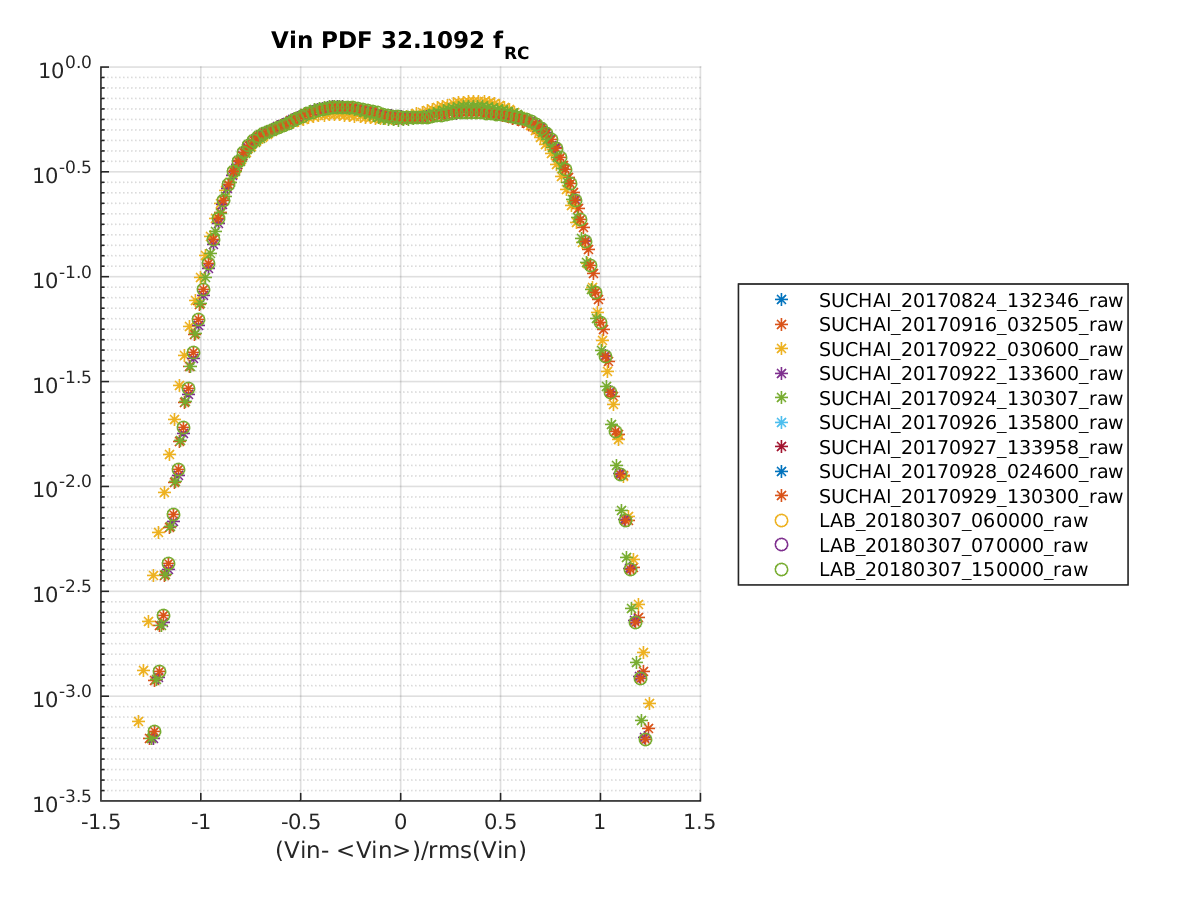 Vin PDF 32.1092 f_RC
10^0.0
10^-0.5
10^-1.0
10^-1.5
10^-2.0
10^-2.5
10^-3.0
10^-3.5
-1.5 -1 -0.5 0 0.5 1 1.5
(Vin- <Vin>)/rms(Vin)
SUCHAI_20170824_132346_raw
SUCHAI_20170916_032505_raw
SUCHAI_20170922_030600_raw
SUCHAI_20170922_133600_raw
SUCHAI_20170924_130307_raw
SUCHAI_20170926_135800_raw
SUCHAI_20170927_133958_raw
SUCHAI_20170928_024600_raw
SUCHAI_20170929_130300_raw
LAB_20180307_060000_raw
LAB_20180307_070000_raw
LAB_20180307_150000_raw